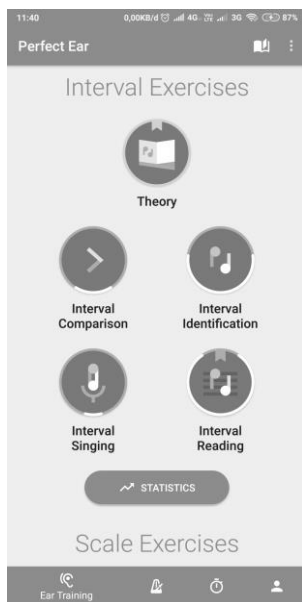 11:40 0,00KB/d 4G 3G 87%
Perfect Ear
Interval Exercises
Theory
Interval
Comparison
Interval
Identification
Interval
Singing
Interval
Reading
STATISTICS
Scale Exercises
Ear Training